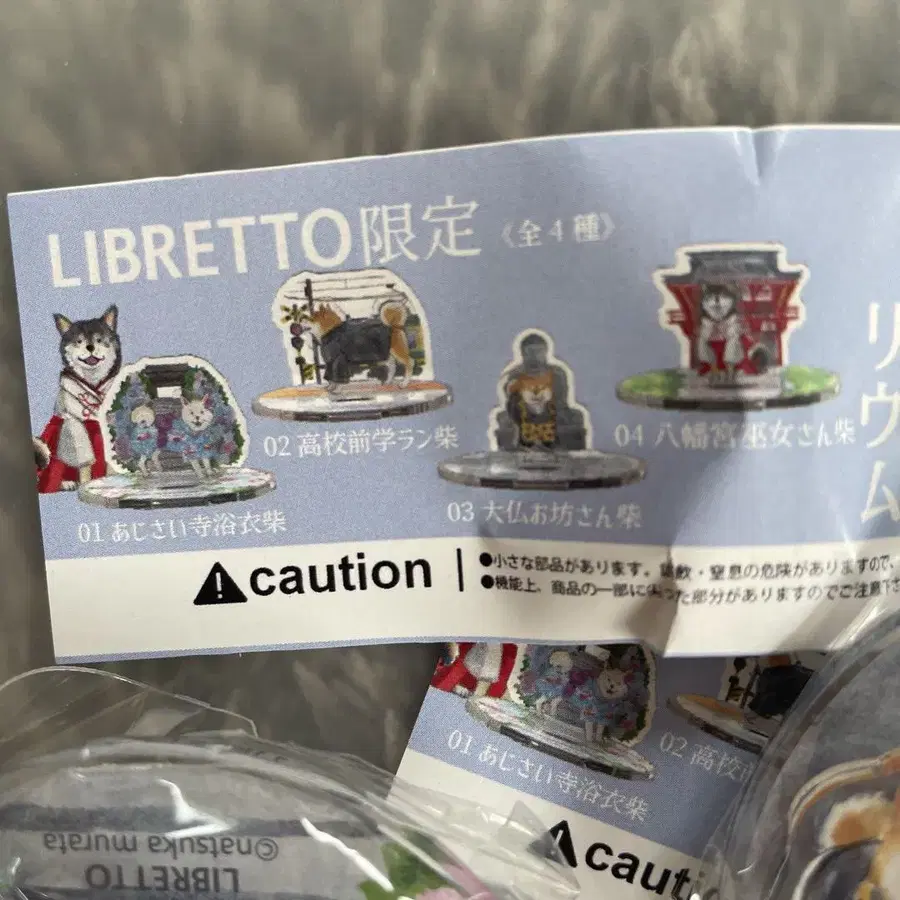 LIBRETTO限定《全4種》
01 あじさい寺浴衣柴
02 高校前学ラン柴
03 大仏お坊さん柴
04 八幡宮巫女さん柴
リウム
caution
●小さな部品があります。誤飲・窒息の危険がありますので、
●機能上、商品の一部に尖った部分がありますのでご注意下さ
01 あじさい寺浴衣柴
02 高校前
caution
©natsuka murata
LIBRETTO